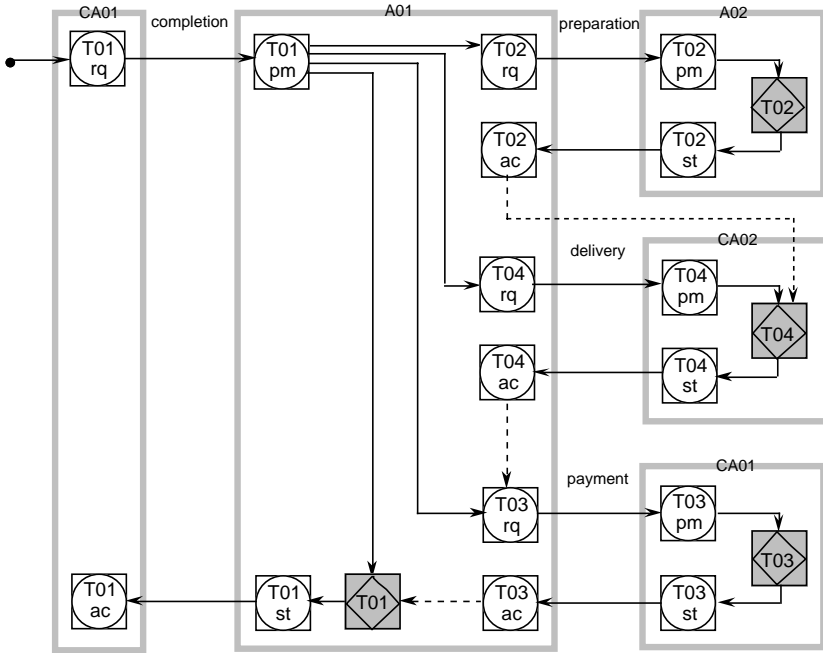 CA01
A01
A02
completion
preparation
T01
rq
T01
pm
T02
rq
T02
pm
T02
T02
ac
T02
st
CA02
delivery
T04
rq
T04
pm
T04
T04
ac
T04
st
CA01
payment
T03
rq
T03
pm
T03
T01
ac
T01
st
T01
T03
ac
T03
st